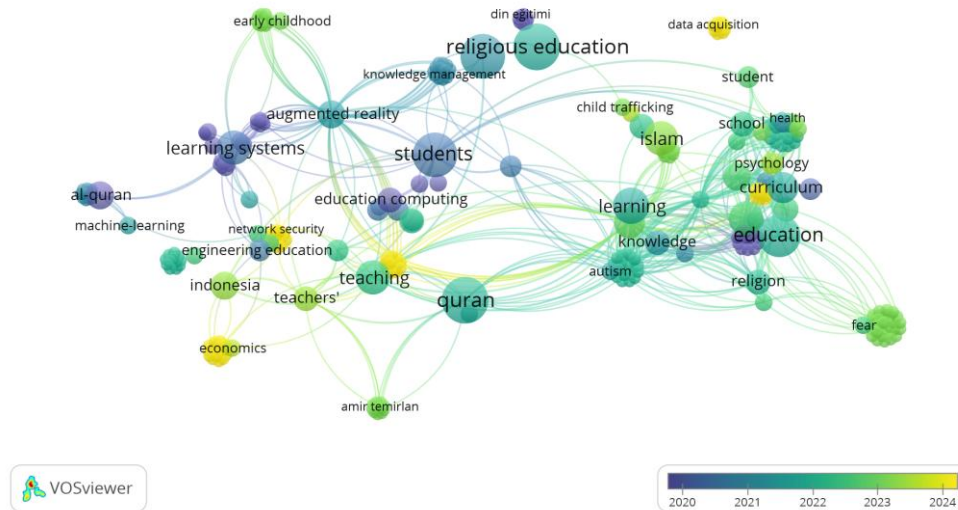 early childhood
din egitimi
data acquisition
religious education
knowledge management
student
augmented reality
child trafficking
school
health
learning systems
students
islam
psychology
al-quran
education computing
curriculum
machine-learning
network security
learning
engineering education
knowledge
education
indonesia
teaching
autism
religion
teachers'
quran
fear
economics
amir temirlan
VOSviewer
2020 2021 2022 2023 2024